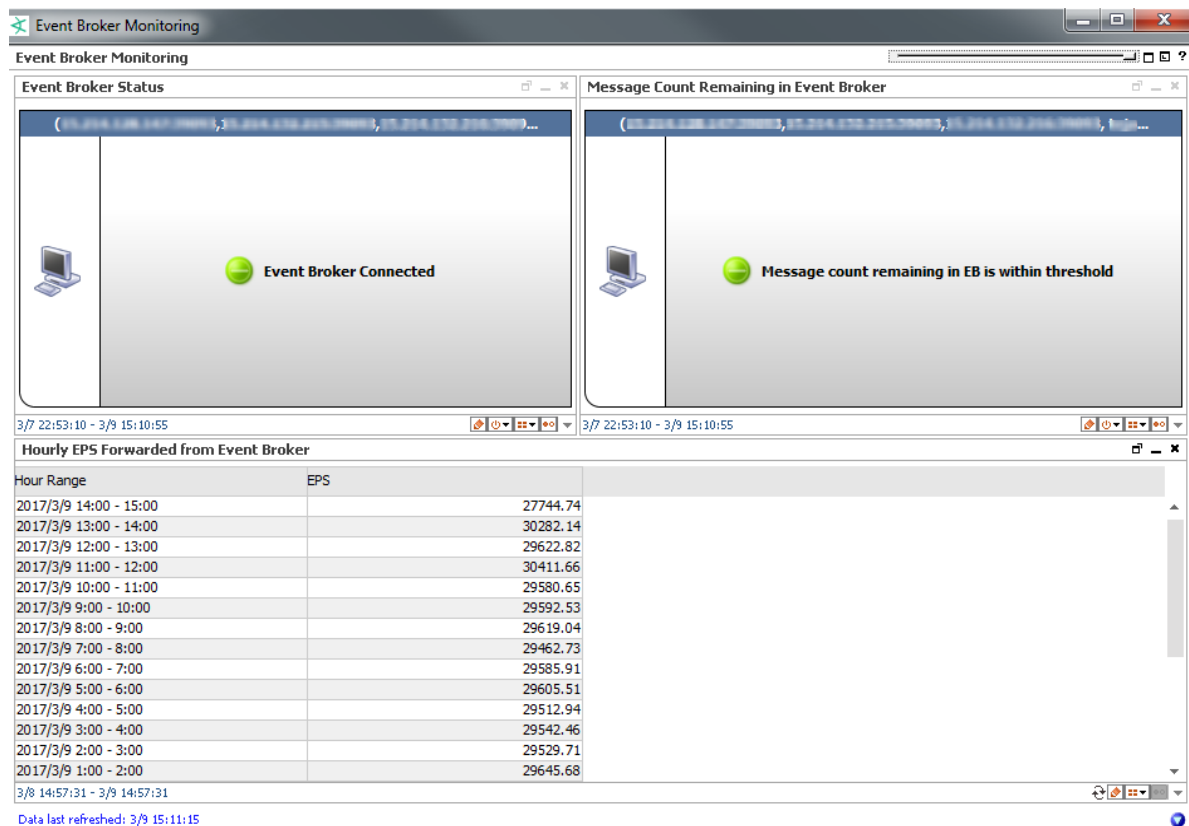 Event Broker Monitoring
Event Broker Monitoring
?
Event Broker Status
Message Count Remaining in Event Broker
Event Broker Connected
Message count remaining in EB is within threshold
3/7 22:53:10 - 3/9 15:10:55
3/7 22:53:10 - 3/9 15:10:55
Hourly EPS Forwarded from Event Broker
Hour Range EPS
2017/3/9 14:00 - 15:00 27744.74
2017/3/9 13:00 - 14:00 30282.14
2017/3/9 12:00 - 13:00 29622.82
2017/3/9 11:00 - 12:00 30411.66
2017/3/9 10:00 - 11:00 29580.65
2017/3/9 9:00 - 10:00 29592.53
2017/3/9 8:00 - 9:00 29619.04
2017/3/9 7:00 - 8:00 29462.73
2017/3/9 6:00 - 7:00 29585.91
2017/3/9 5:00 - 6:00 29605.51
2017/3/9 4:00 - 5:00 29512.94
2017/3/9 3:00 - 4:00 29542.46
2017/3/9 2:00 - 3:00 29529.71
2017/3/9 1:00 - 2:00 29645.68
3/8 14:57:31 - 3/9 14:57:31
Data last refreshed: 3/9 15:11:15